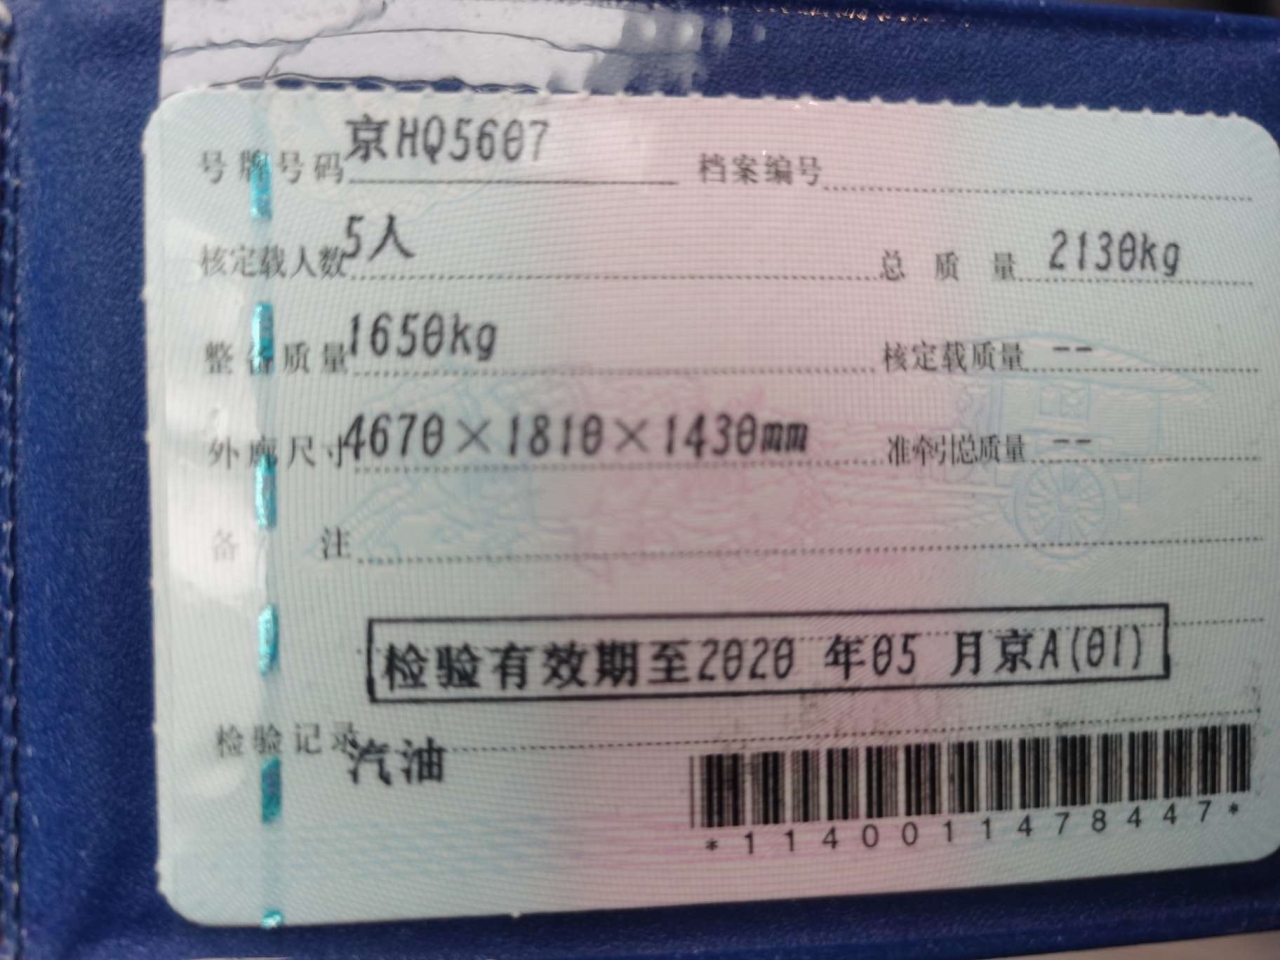 号牌号码 京HQ5607 档案编号
核定载人数 5人 总质量 2130kg
整备质量 1650kg 核定载质量 --
外廓尺寸 4670×1810×1430mm 准牵引总质量 --
备注
检验有效期至2020 年05 月京A(01)
检验记录
汽油
*1140011478447*